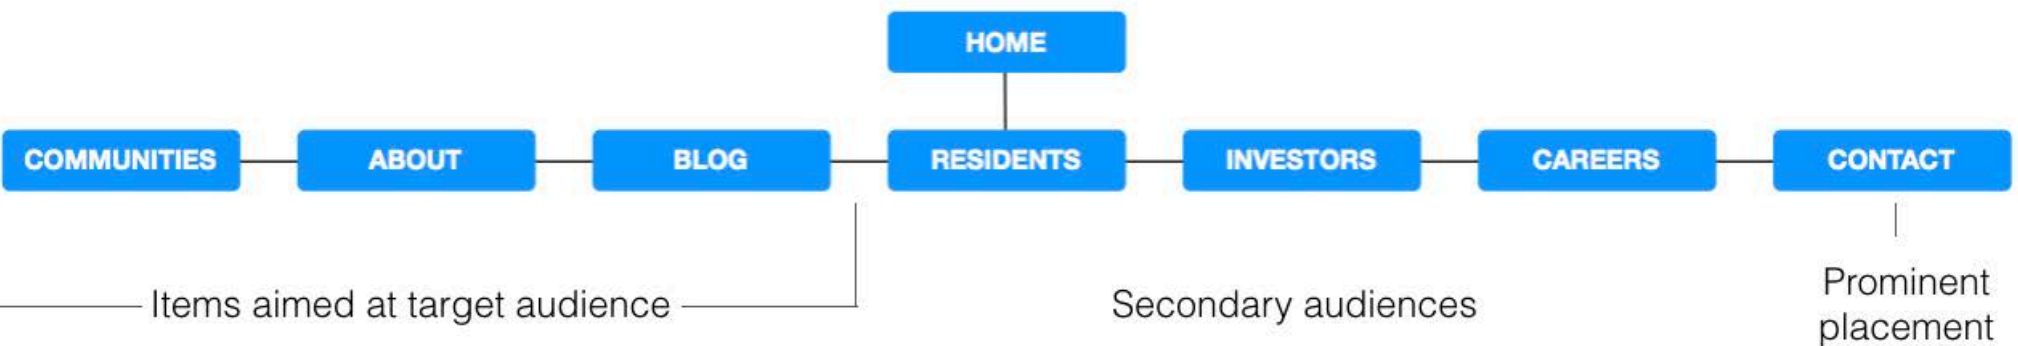 HOME
COMMUNITIES ABOUT BLOG RESIDENTS INVESTORS CAREERS CONTACT
Items aimed at target audience
Secondary audiences
Prominent
placement